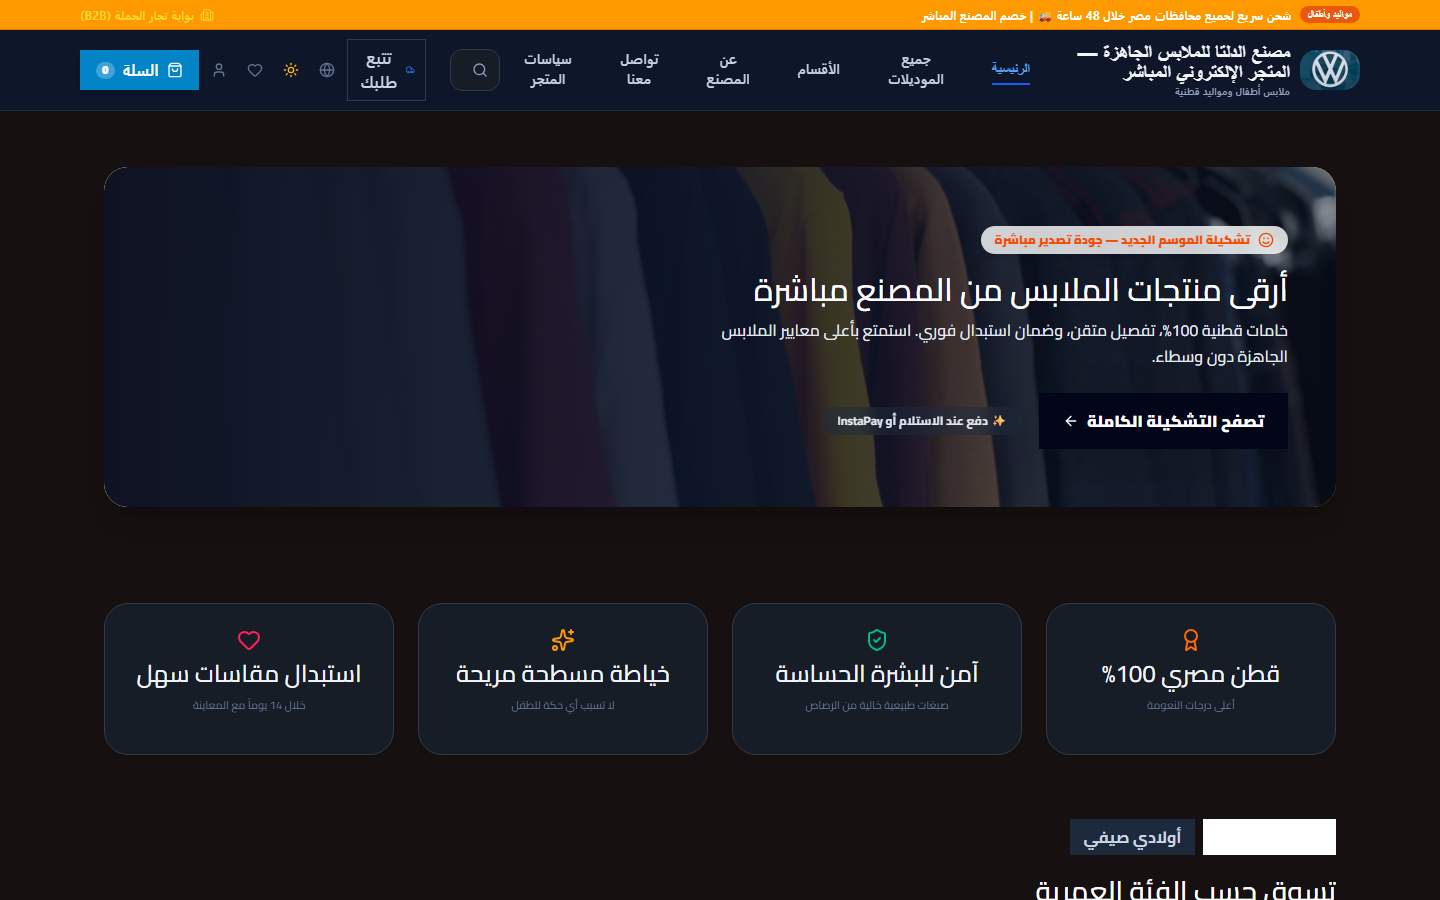 مواليد وأطفال
شحن سريع لجميع محافظات مصر خلال 48 ساعة 🚚 | خصم المصنع المباشر
بوابة تجار الجملة (B2B)
مصنع الدلتا للملابس الجاهزة —
المتجر الإلكتروني المباشر
ملابس أطفال ومواليد قطنية
الرئيسية
جميع
الموديلات
الأقسام
عن
المصنع
تواصل
معنا
سياسات
المتجر
تتبع
طلبك
السلة
0
تشكيلة الموسم الجديد — جودة تصدير مباشرة
أرقى منتجات الملابس من المصنع مباشرة
خامات قطنية 100%، تفصيل متقن، وضمان استبدال فوري. استمتع بأعلى معايير الملابس
الجاهزة دون وسطاء.
تصفح التشكيلة الكاملة
✨ دفع عند الاستلام أو InstaPay
قطن مصري 100%
أعلى درجات النعومة
آمن للبشرة الحساسة
صبغات طبيعية خالية من الرصاص
خياطة مسطحة مريحة
لا تسبب أي حكة للطفل
استبدال مقاسات سهل
خلال 14 يوماً مع المعاينة
أولادي صيفي
تسوق حسب الفئة العمرية